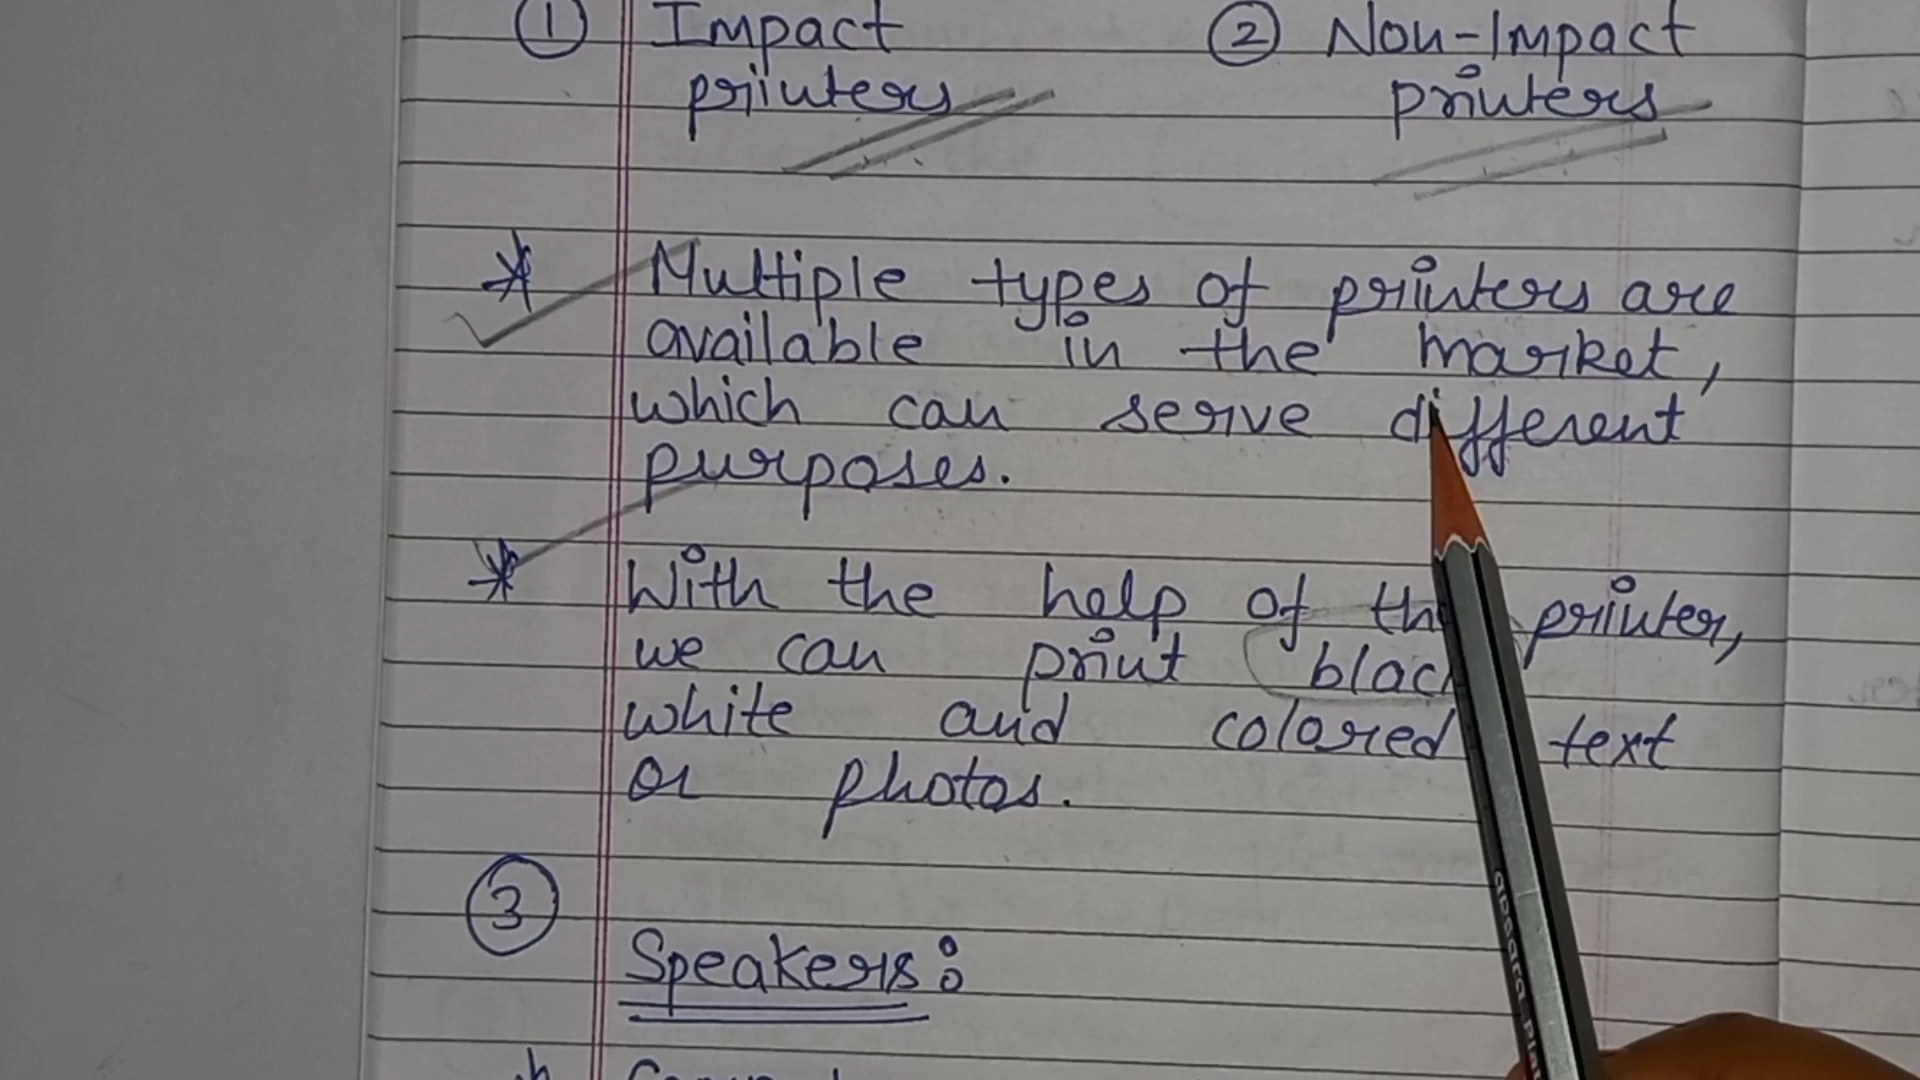 ① Impact ② Non-Impact
printers printers
* Multiple types of printers are
available in the market,
which can serve different
purposes.
* With the help of the printer,
we can print black
white and colored text
or photos.
③
Speakers:
apsara